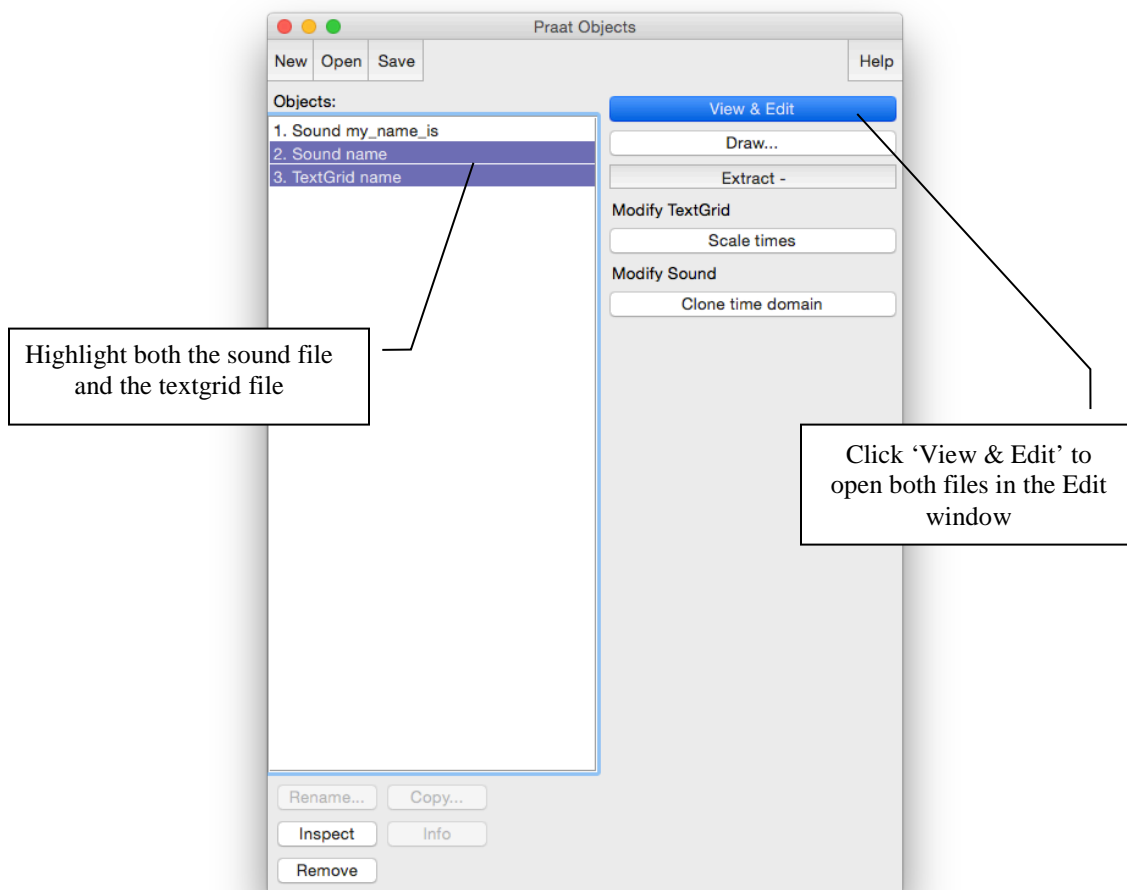 Praat Objects
New Open Save Help
Objects:
1. Sound my_name_is
2. Sound name
3. TextGrid name
View & Edit
Draw...
Extract -
Modify TextGrid
Scale times
Modify Sound
Clone time domain
Highlight both the sound file
and the textgrid file
Click ‘View & Edit’ to
open both files in the Edit
window
Rename... Copy...
Inspect Info
Remove